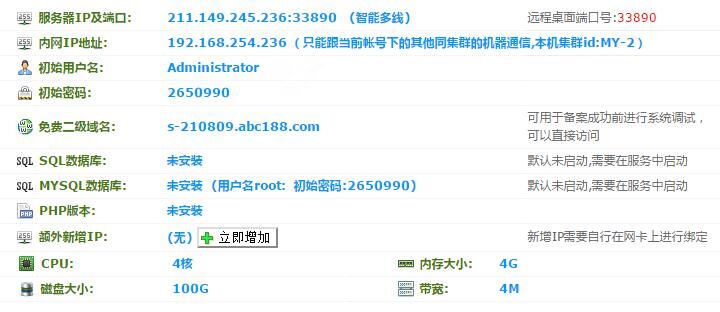 服务器IP及端口: 211.149.245.236:33890 （智能多线） 远程桌面端口号:33890
内网IP地址: 192.168.254.236（只能跟当前帐号下的其他同集群的机器通信,本机集群id:MY-2）
初始用户名: Administrator
初始密码: 2650990
免费二级域名: s-210809.abc188.com 可用于备案成功前进行系统调试，
可以直接访问
SQL SQL数据库: 未安装 默认未启动,需要在服务中启动
SQL MYSQL数据库: 未安装（用户名root: 初始密码:2650990） 默认未启动,需要在服务中启动
PHP PHP版本: 未安装
额外新增IP: (无) 立即增加 新增IP需要自行在网卡上进行绑定
CPU: 4核 内存大小: 4G
磁盘大小: 100G 带宽: 4M